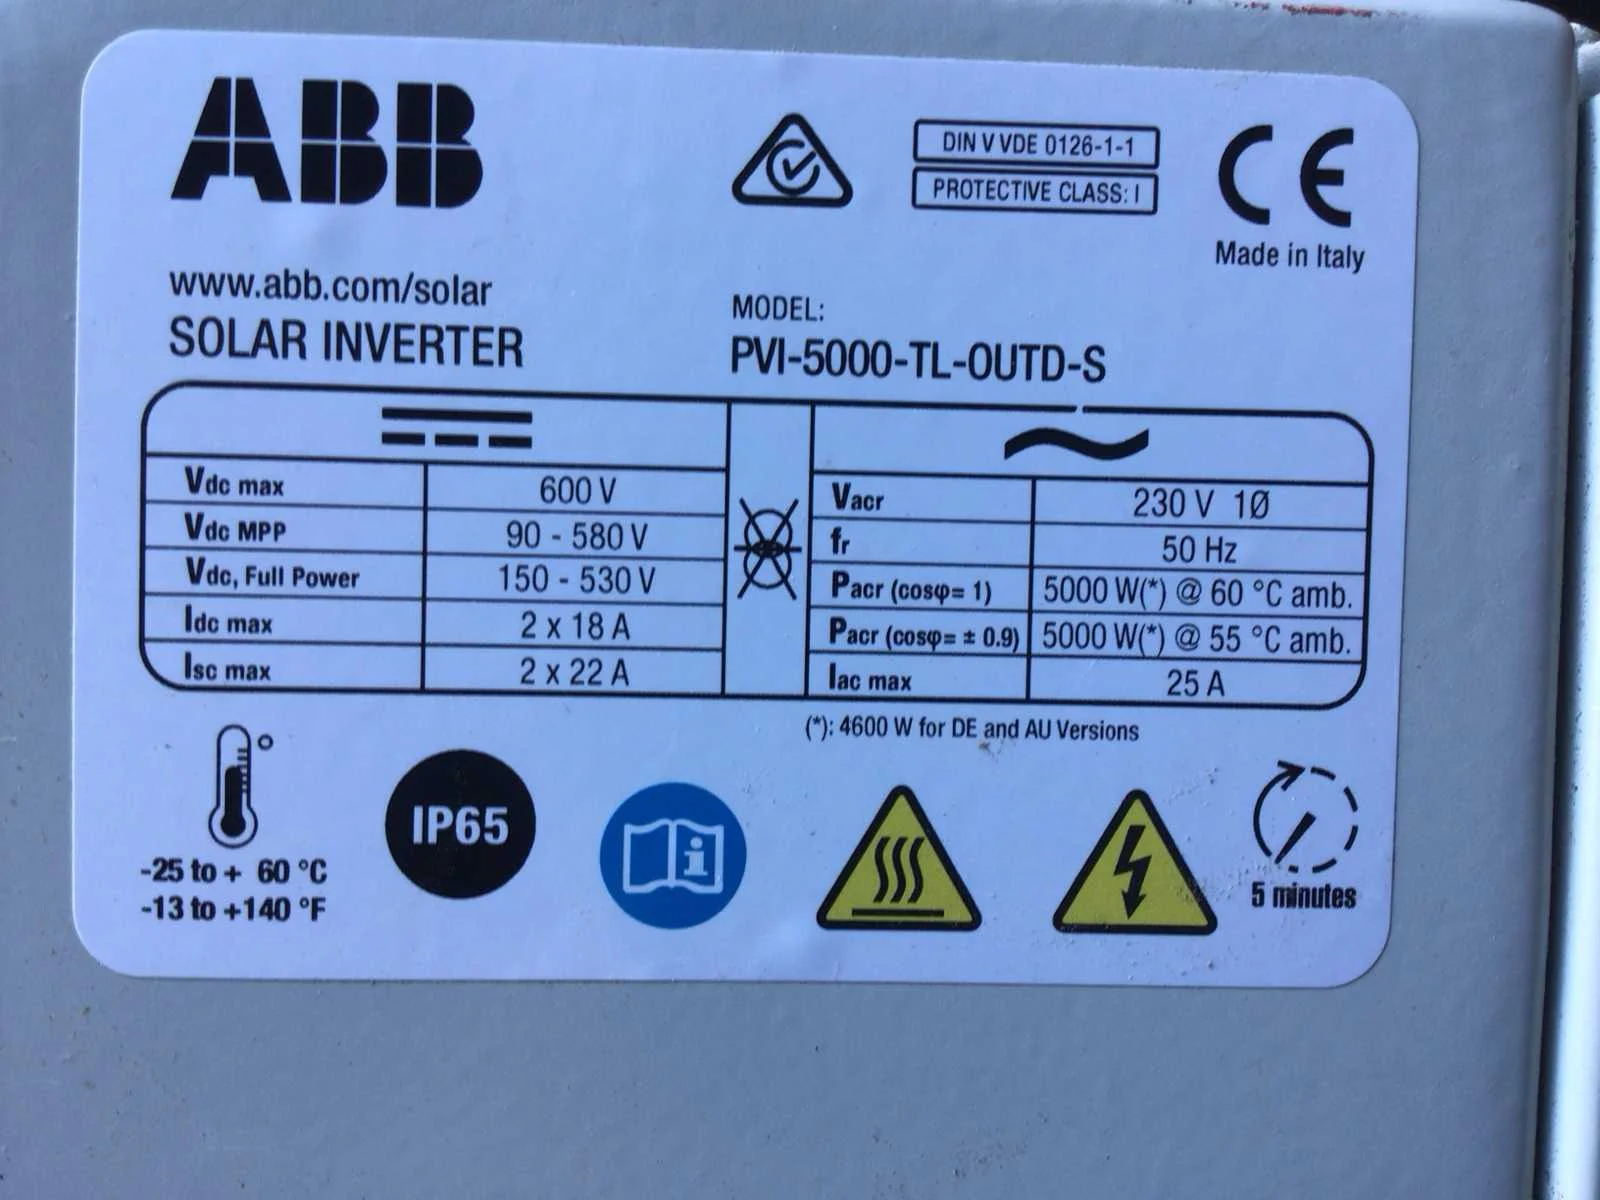 ABB
DIN V VDE 0126-1-1
PROTECTIVE CLASS: I
CE
Made in Italy
www.abb.com/solar
SOLAR INVERTER
MODEL:
PVI-5000-TL-OUTD-S
Vdc max 600 V
Vdc MPP 90 - 580 V
Vdc, Full Power 150 - 530 V
Idc max 2 x 18 A
Isc max 2 x 22 A
Vacr 230 V 1Ø
fr 50 Hz
Pacr (cosφ= 1) 5000 W(*) @ 60 °C amb.
Pacr (cosφ= ± 0.9) 5000 W(*) @ 55 °C amb.
Iac max 25 A
(*): 4600 W for DE and AU Versions
-25 to + 60 °C
-13 to +140 °F
IP65
i
5 minutes